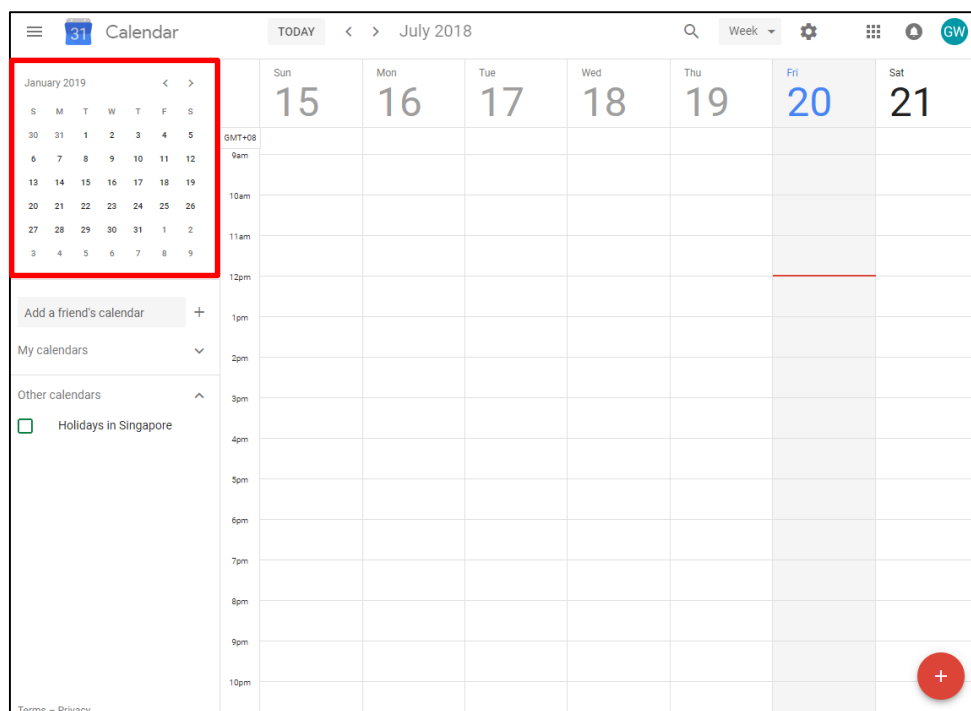 31 Calendar TODAY July 2018 Week GW
January 2019
S M T W T F S
30 31 1 2 3 4 5
6 7 8 9 10 11 12
13 14 15 16 17 18 19
20 21 22 23 24 25 26
27 28 29 30 31 1 2
3 4 5 6 7 8 9
Add a friend's calendar +
My calendars
Other calendars
Holidays in Singapore
Terms – Privacy
Sun Mon Tue Wed Thu Fri Sat
15 16 17 18 19 20 21
GMT+08
9am
10am
11am
12pm
1pm
2pm
3pm
4pm
5pm
6pm
7pm
8pm
9pm
10pm
+